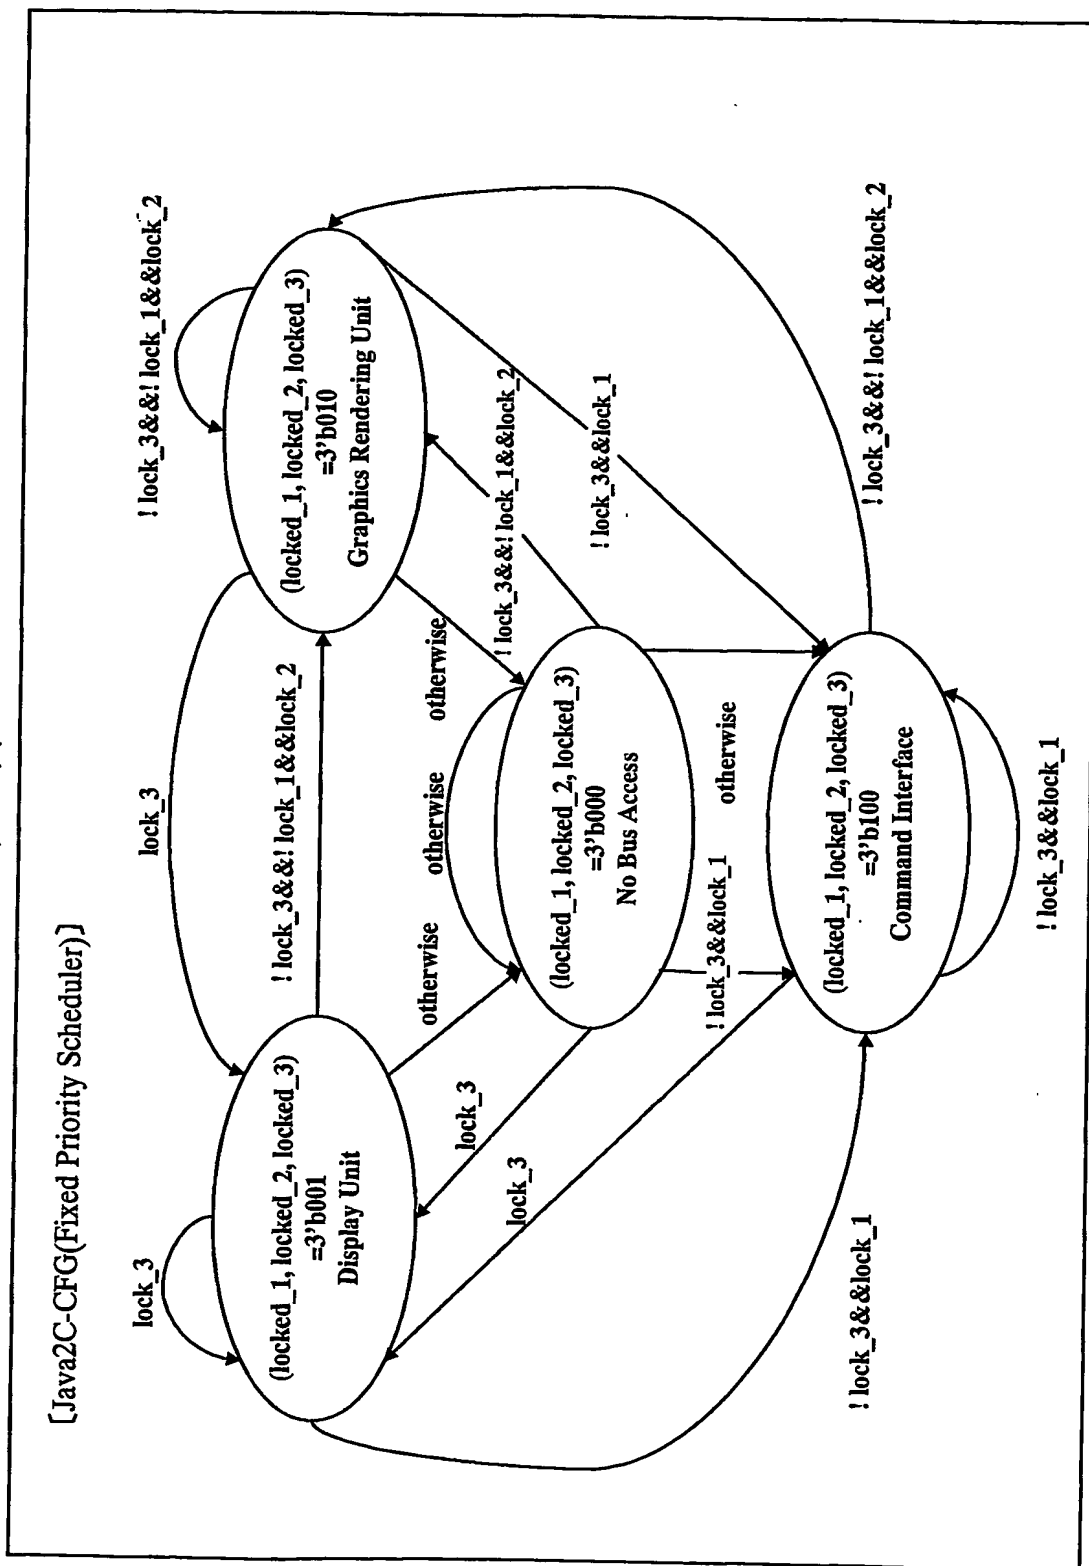 [Java2C-CFG(Fixed Priority Scheduler)]
lock_3
(locked_1, locked_2, locked_3)
=3'b001
Display Unit
lock_3
! lock_3&&! lock_1&&lock_2
! lock_3&&! lock_1&&lock_2
(locked_1, locked_2, locked_3)
=3'b010
Graphics Rendering Unit
otherwise
otherwise
otherwise
lock_3
lock_3
(locked_1, locked_2, locked_3)
=3'b000
No Bus Access
! lock_3&&! lock_1&&lock_2
! lock_3&&lock_1
! lock_3&&lock_1
otherwise
(locked_1, locked_2, locked_3)
=3'b100
Command Interface
! lock_3&&lock_1
! lock_3&&! lock_1&&lock_2
! lock_3&&lock_1